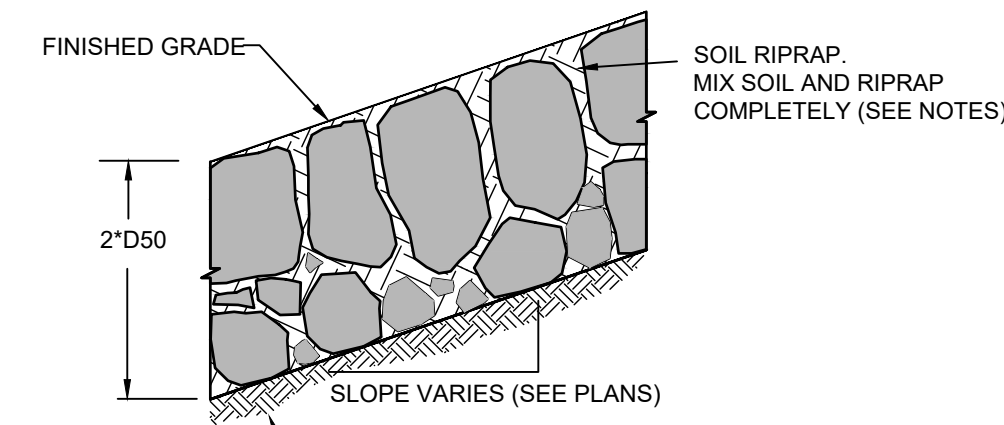 FINISHED GRADE
SOIL RIPRAP.
MIX SOIL AND RIPRAP
COMPLETELY (SEE NOTES)
2*D50
SLOPE VARIES (SEE PLANS)